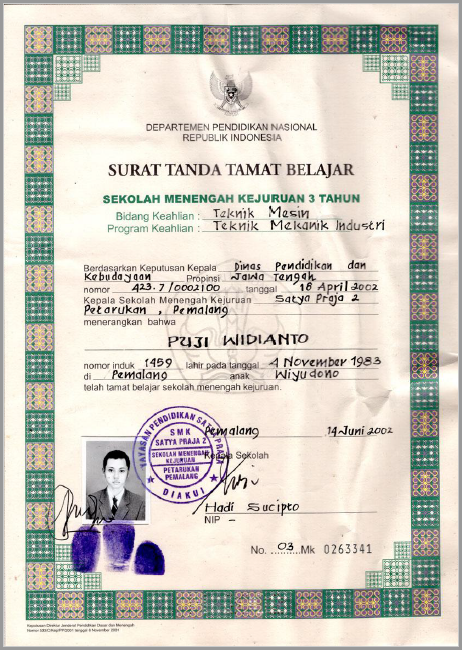 DEPARTEMEN PENDIDIKAN NASIONAL
REPUBLIK INDONESIA
SURAT TANDA TAMAT BELAJAR
SEKOLAH MENENGAH KEJURUAN 3 TAHUN
Bidang Keahlian : Teknik Mesin
Program Keahlian : Teknik Mekanik Industri
Berdasarkan Keputusan Kepala Dinas Pendidikan dan
Kebudayaan Propinsi Jawa Tengah
nomor 423.7/0002100 tanggal 18 April 2002
Kepala Sekolah Menengah Kejuruan Satya Praja 2
Petarukan, Pemalang
menerangkan bahwa
PUJI WIDIANTO
nomor induk 1459 lahir pada tanggal 4 November 1983
di Pemalang anak Wiyudono
telah tamat belajar sekolah menengah kejuruan.
Pemalang 14 Juni 2002
Kepala Sekolah
YAYASAN PENDIDIKAN SATYA PRAJA
SMK
SATYA PRAJA 2
SEKOLAH MENENGAH
KEJURUAN
PETARUKAN
PEMALANG
DIAKUI
Hadi Sucipto
NIP –
No. 03 Mk 0263341
Keputusan Direktur Jenderal Pendidikan Dasar dan Menengah
tanggal 6 November 2001